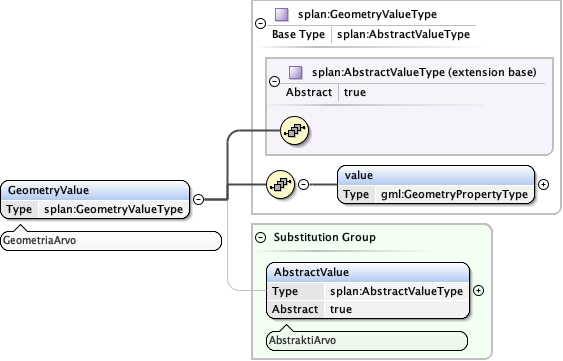 splan:GeometryValueType
Base Type splan:AbstractValueType
splan:AbstractValueType (extension base)
Abstract true
value
Type gml:GeometryPropertyType
GeometryValue
Type splan:GeometryValueType
GeometriaArvo
Substitution Group
AbstractValue
Type splan:AbstractValueType
Abstract true
AbstraktiArvo